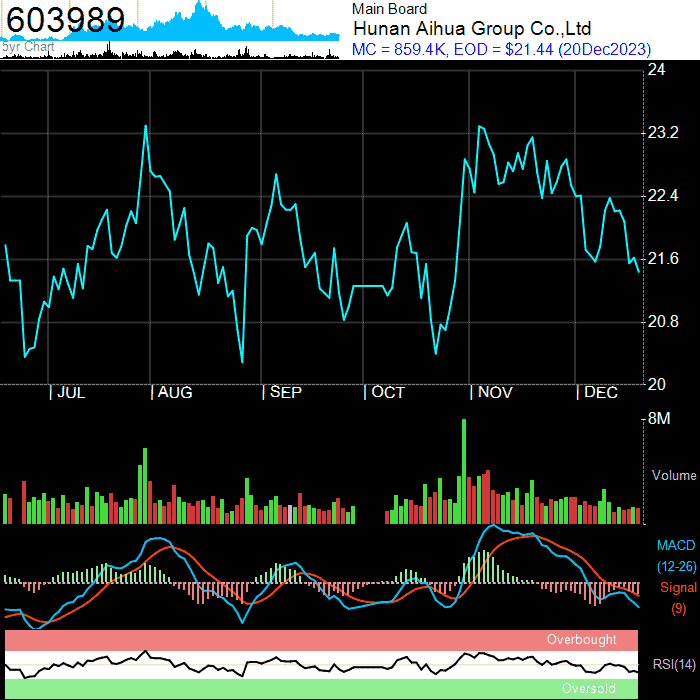 603989
5yr Chart
Main Board
Hunan Aihua Group Co.,Ltd
MC = 859.4K, EOD = $21.44 (20Dec2023)
24
23.2
22.4
21.6
20.8
20
JUL AUG SEP OCT NOV DEC
8M
Volume
MACD
(12-26)
Signal
(9)
Overbought
RSI(14)
Oversold